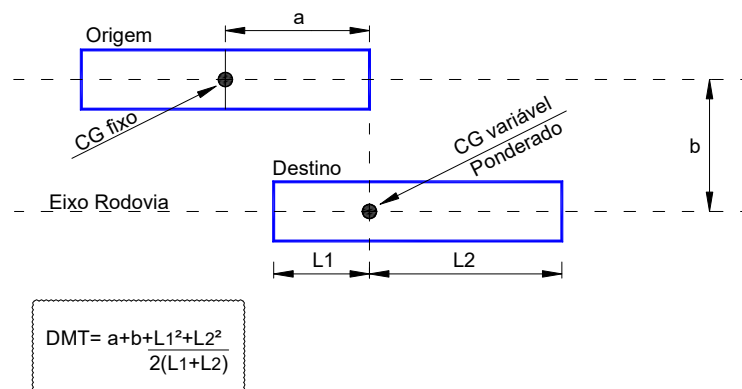 a
Origem
CG fixo
CG variável
Ponderado
b
Destino
Eixo Rodovia
L1
L2
DMT= a+b+L1²+L2²
2(L1+L2)